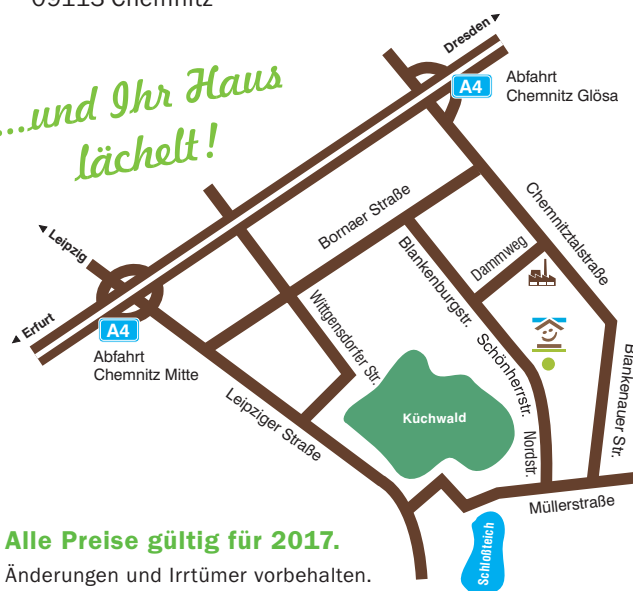 09113 Chemnitz
...und Ihr Haus
lächelt!
Dresden
A4
Abfahrt
Chemnitz Glösa
Chemnitztalstraße
Bornaer Straße
Dammweg
Blankenburgstr.
Leipzig
Wittgensdorfer Str.
Erfurt
A4
Abfahrt
Chemnitz Mitte
Schönherrstr.
Blankenauer Str.
Leipziger Straße
Küchwald
Nordstr.
Müllerstraße
Schloßteich
Alle Preise gültig für 2017.
Änderungen und Irrtümer vorbehalten.